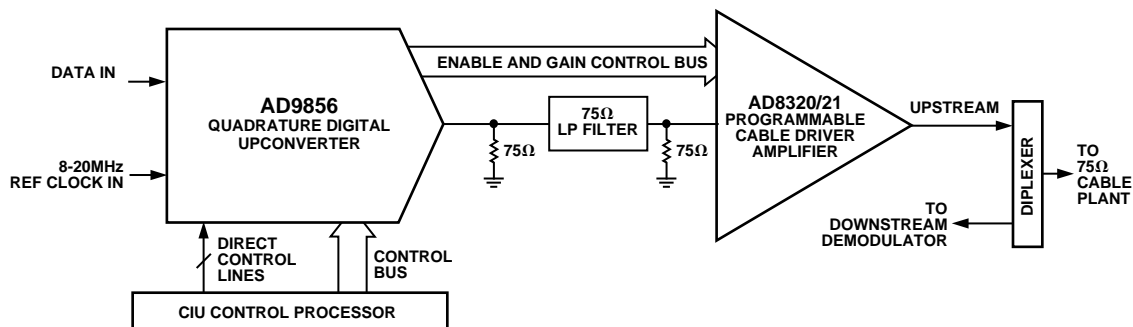 DATA IN
8-20MHz
REF CLOCK IN
AD9856
QUADRATURE DIGITAL
UPCONVERTER
DIRECT
CONTROL
LINES
CONTROL
BUS
CIU CONTROL PROCESSOR
ENABLE AND GAIN CONTROL BUS
75Ω
75Ω
LP FILTER
75Ω
AD8320/21
PROGRAMMABLE
CABLE DRIVER
AMPLIFIER
UPSTREAM
TO
DOWNSTREAM
DEMODULATOR
DIPLEXER
TO
75Ω
CABLE
PLANT